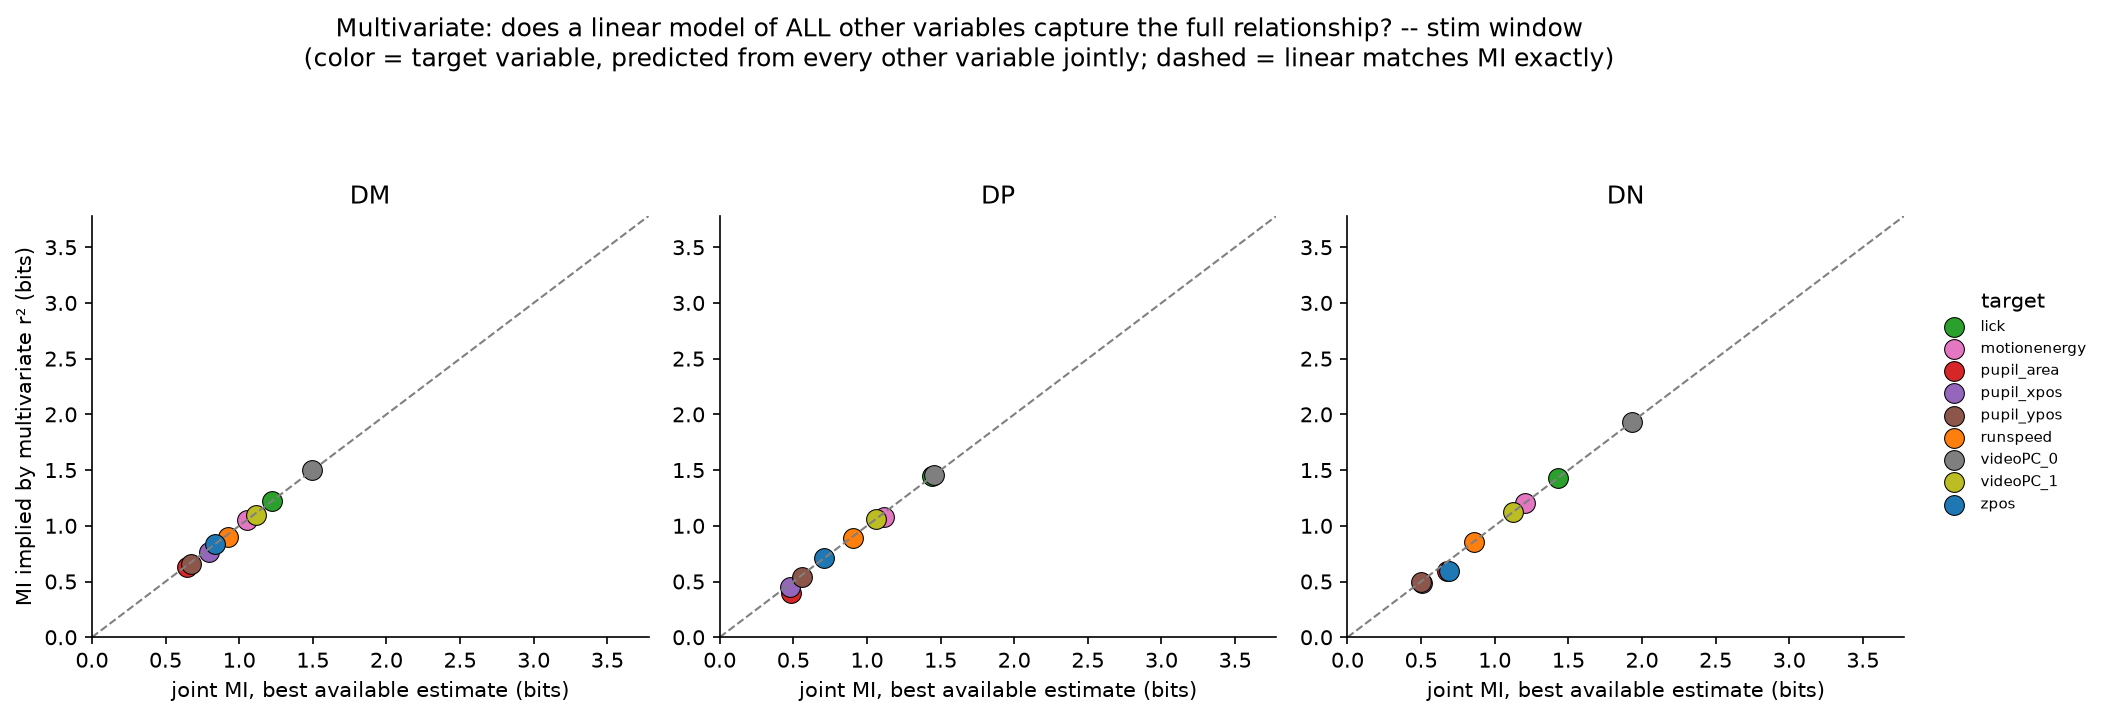 Multivariate: does a linear model of ALL other variables capture the full relationship? -- stim window
(color = target variable, predicted from every other variable jointly; dashed = linear matches MI exactly)
DM
DP
DN
MI implied by multivariate r² (bits)
3.5
3.0
2.5
2.0
1.5
1.0
0.5
0.0
0.0 0.5 1.0 1.5 2.0 2.5 3.0 3.5
joint MI, best available estimate (bits)
3.5
3.0
2.5
2.0
1.5
1.0
0.5
0.0
0.0 0.5 1.0 1.5 2.0 2.5 3.0 3.5
joint MI, best available estimate (bits)
3.5
3.0
2.5
2.0
1.5
1.0
0.5
0.0
0.0 0.5 1.0 1.5 2.0 2.5 3.0 3.5
joint MI, best available estimate (bits)
target
lick
motionenergy
pupil_area
pupil_xpos
pupil_ypos
runspeed
videoPC_0
videoPC_1
zpos